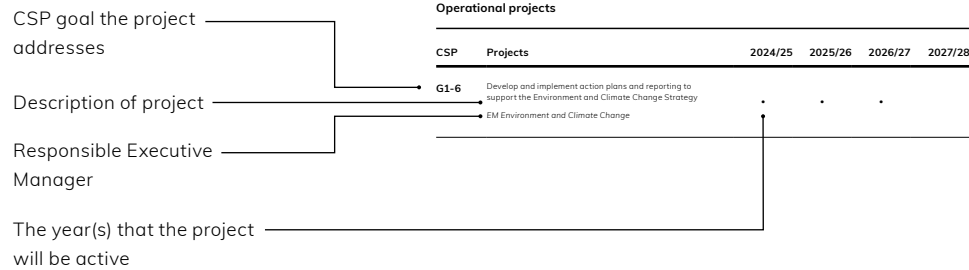 CSP goal the project
addresses
Description of project
Responsible Executive
Manager
The year(s) that the project
will be active
Operational projects
CSP Projects 2024/25 2025/26 2026/27 2027/28
G1-6 Develop and implement action plans and reporting to
support the Environment and Climate Change Strategy
EM Environment and Climate Change